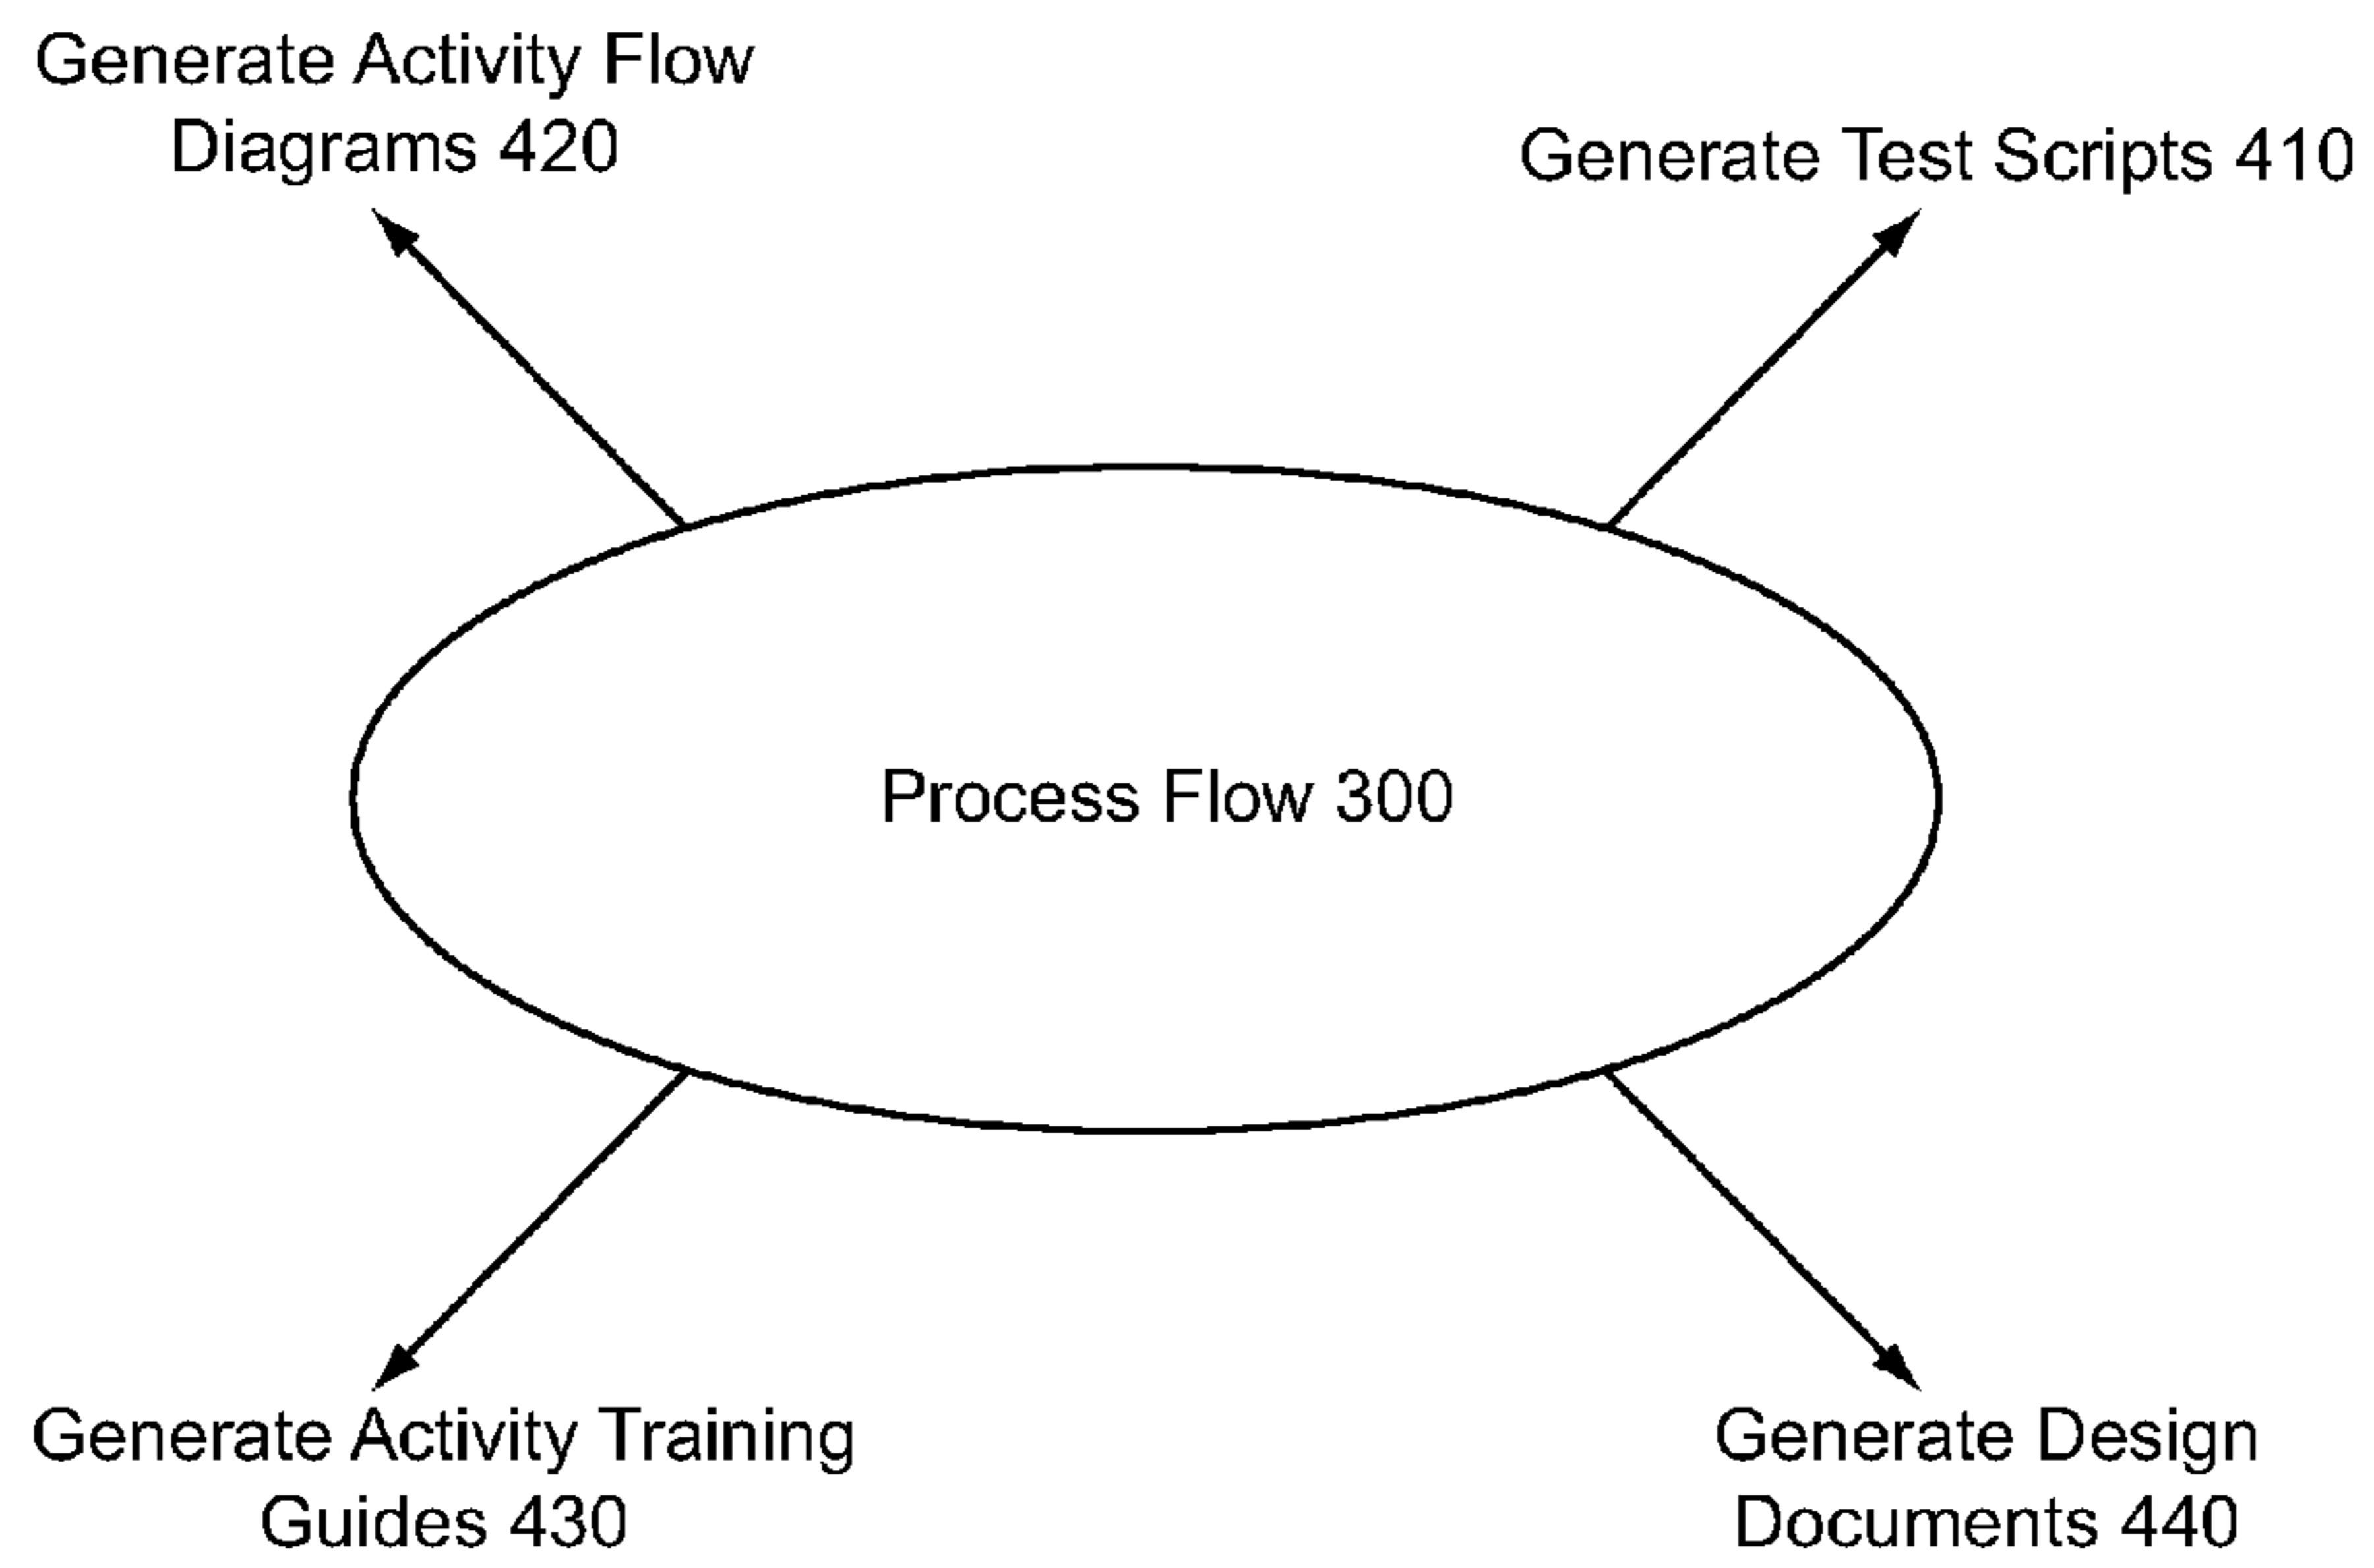 Generate Activity Flow
Diagrams 420
Generate Test Scripts 410
Process Flow 300
Generate Activity Training
Guides 430
Generate Design
Documents 440